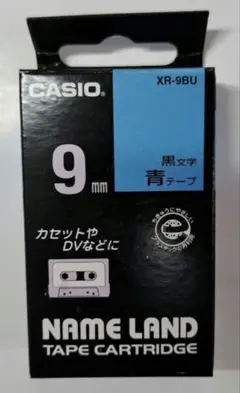 XR-9BU
CASIO
9mm
黒文字
青テープ
カセットや
DVなどに
NAME LAND
TAPE CARTRIDGE